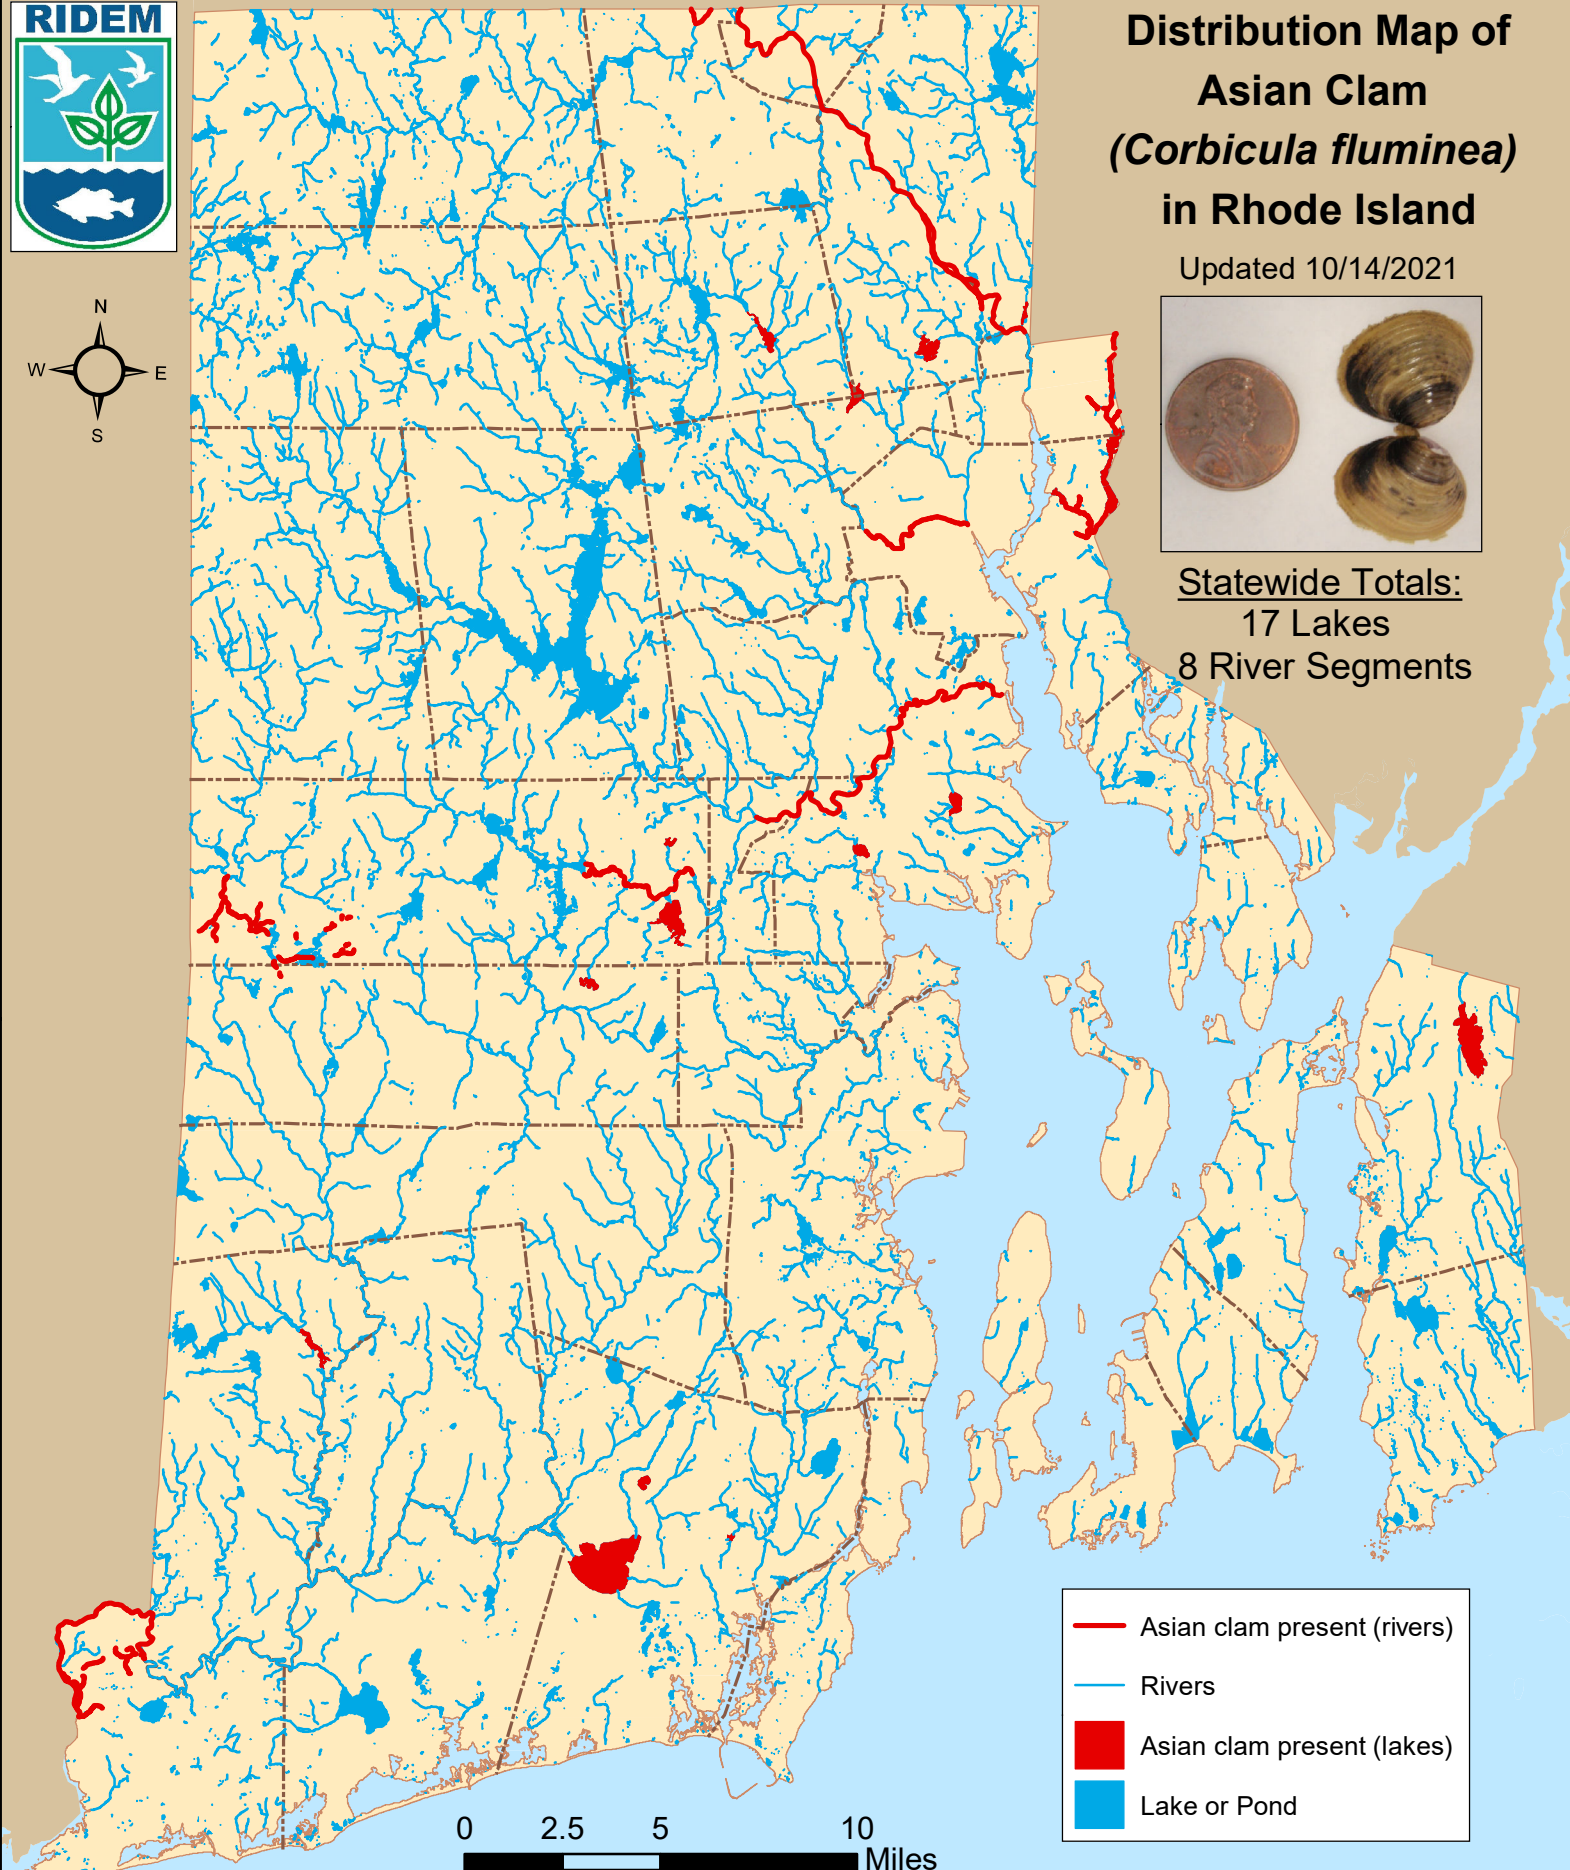 RIDEM
Distribution Map of
Asian Clam
(Corbicula fluminea)
in Rhode Island
Updated 10/14/2021
N
W
E
S
Statewide Totals:
17 Lakes
8 River Segments
Asian clam present (rivers)
Rivers
Asian clam present (lakes)
Lake or Pond
0 2.5 5 10
Miles